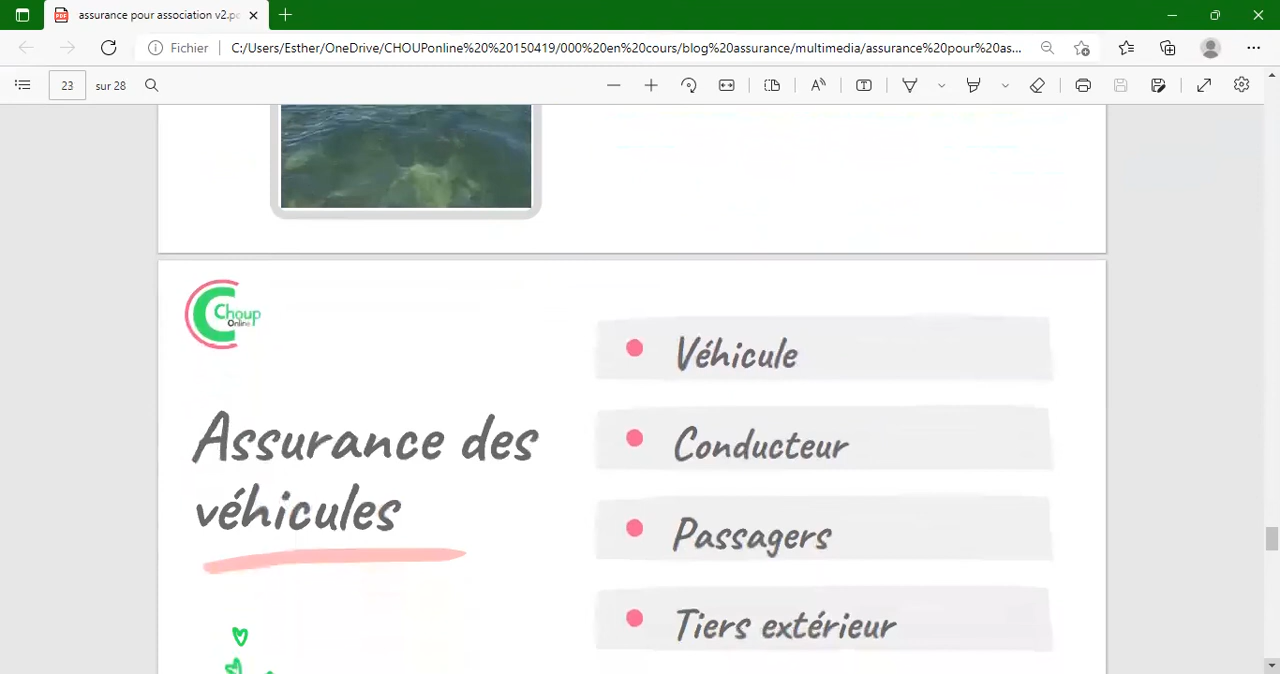 assurance pour association v2.p
Fichier
C:/Users/Esther/OneDrive/CHOUPonline%20%20150419/000%20en%20cours/blog%20assurance/multimedia/assurance%20pour%20as...
23 sur 28
Choup
Online
Assurance des
véhicules
Véhicule
Conducteur
Passagers
Tiers extérieur